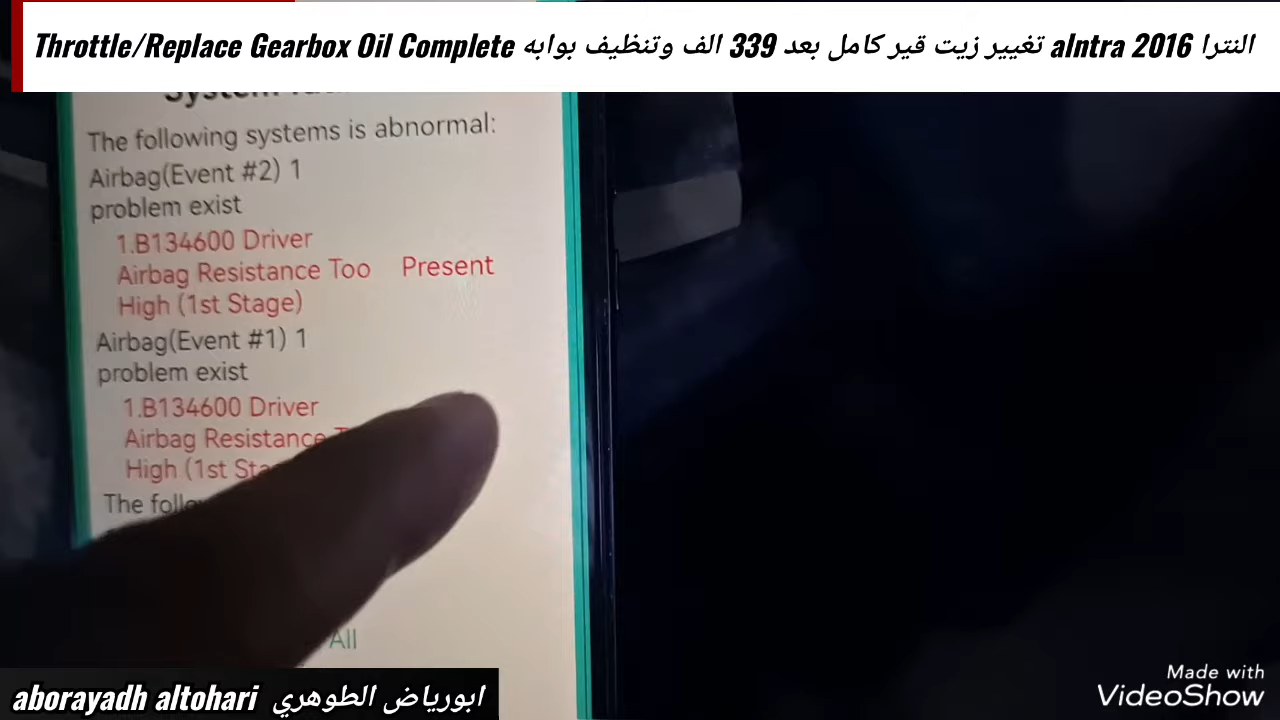 Throttle/Replace Gearbox Oil Complete النترا alntra 2016 تغيير زيت قير كامل بعد 339 الف وتنظيف بوابه
System
The following systems is abnormal:
Airbag(Event #2) 1
problem exist
1.B134600 Driver
Airbag Resistance Too Present
High (1st Stage)
Airbag(Event #1) 1
problem exist
1.B134600 Driver
Airbag Resistance
High (1st
The
All
aborayadh altohari ابورياض الطوهري
Made with
VideoShow